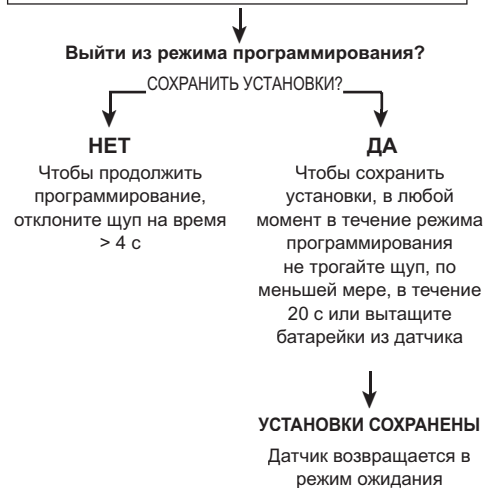 Выйти из режима программирования?
СОХРАНИТЬ УСТАНОВКИ?
НЕТ
Чтобы продолжить
программирование,
отклоните щуп на время
> 4 с
ДА
Чтобы сохранить
установки, в любой
момент в течение режима
программирования
не трогайте щуп, по
меньшей мере, в течение
20 с или вытащите
батарейки из датчика
УСТАНОВКИ СОХРАНЕНЫ
Датчик возвращается в
режим ожидания